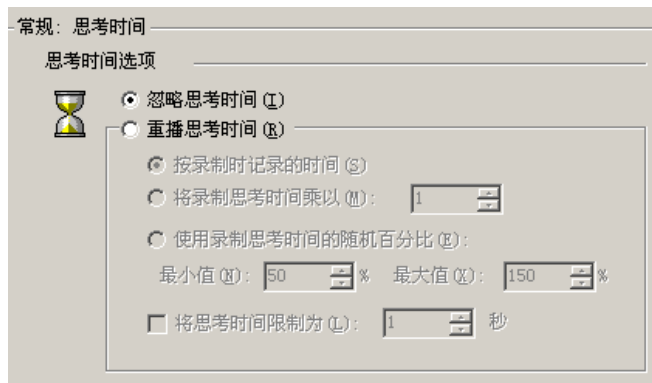 常规: 思考时间
思考时间选项
忽略思考时间(I)
重播思考时间(R)
按录制时记录的时间(S)
将录制思考时间乘以(M): 1
使用录制思考时间的随机百分比(E):
最小值(N): 50 % 最大值(X): 150 %
将思考时间限制为(L): 1 秒